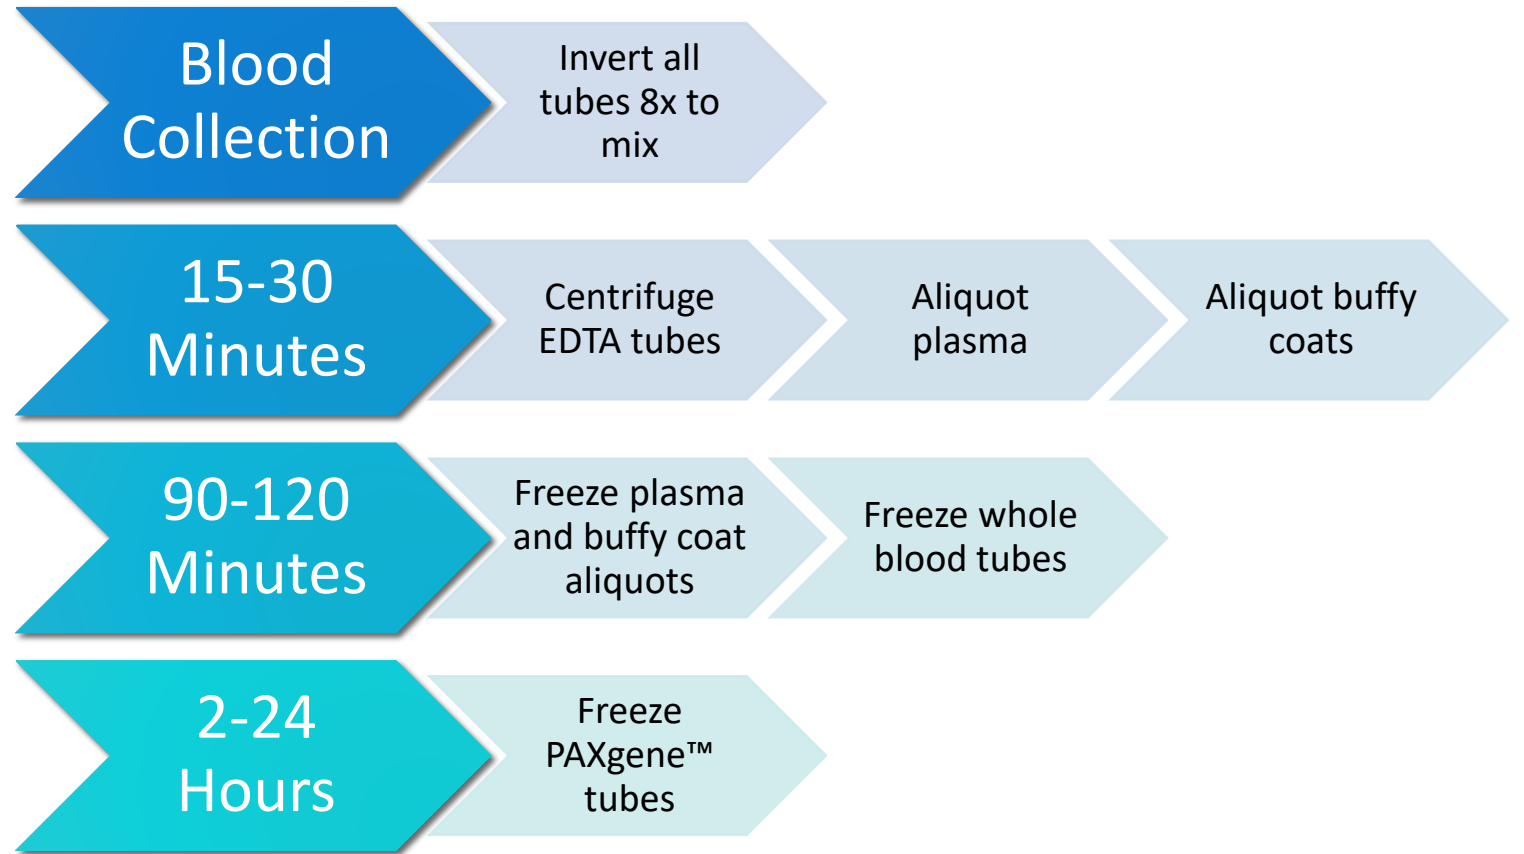 Blood
Collection
Invert all
tubes 8x to
mix
15-30
Minutes
Centrifuge
EDTA tubes
Aliquot
plasma
Aliquot buffy
coats
90-120
Minutes
Freeze plasma
and buffy coat
aliquots
Freeze whole
blood tubes
2-24
Hours
Freeze
PAXgene™
tubes